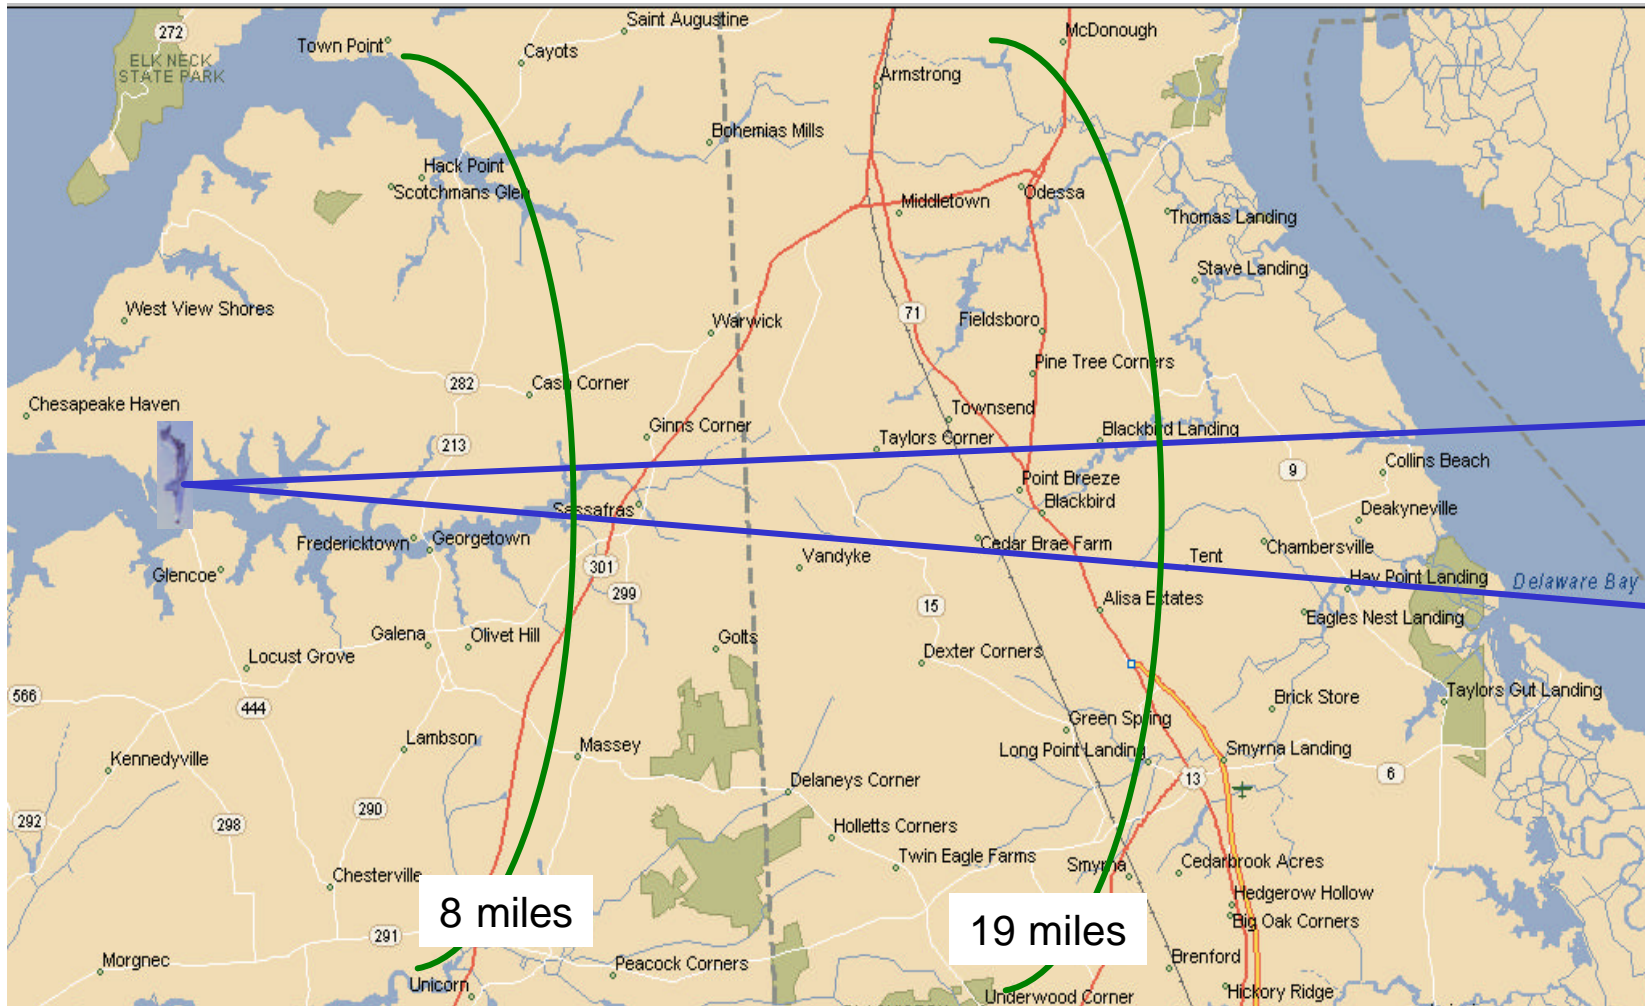 Saint Augustine
272
Town Point
McDonough
Cayots
ELK NECK
STATE PARK
Armstrong
Bohemias Mills
Hack Point
Scotchmans Glen
Odessa
Middletown
Thomas Landing
Stave Landing
West View Shores
71
Warwick
Fieldsboro
Pine Tree Corners
282
Cash Corner
Chesapeake Haven
Townsend
Ginns Corner
Blackbird Landing
213
Taylors Corner
Collins Beach
9
Point Breeze
Blackbird
Sassafras
Deakyneville
Fredericktown
Georgetown
Cedar Brae Farm
Chambersville
Vandyke
Tent
301
Glencoe
Hay Point Landing
Delaware Bay
299
15
Alisa Estates
Eagles Nest Landing
Galena
Olivet Hill
Golts
Dexter Corners
Locust Grove
566
Taylors Gut Landing
Brick Store
444
Green Spring
Lambson
Massey
Long Point Landing
Smyrna Landing
Kennedyville
6
Delaneys Corner
13
290
292
298
Holletts Corners
Twin Eagle Farms
Smyrna
Cedarbrook Acres
Chesterville
Hedgerow Hollow
8 miles
Big Oak Corners
19 miles
291
Morgnec
Peacock Corners
Brenford
Unicorn
Underwood Corner
Hickory Ridge